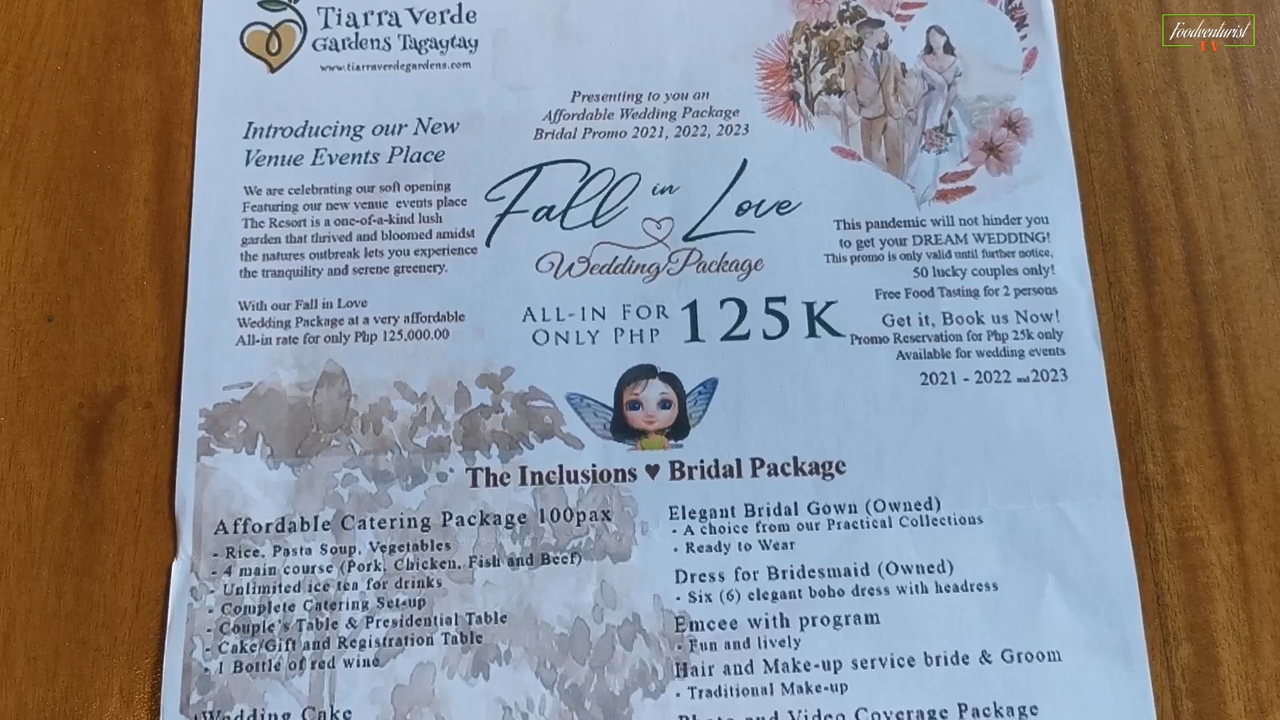 Tiarra Verde
Gardens Tagaytay
www.tiarraverdegardens.com
Foodventurist
TV
Introducing our New
Venue Events Place
We are celebrating our soft opening
Featuring our new venue events place
The Resort is a one-of-a-kind lush
garden that thrived and bloomed amidst
the natures outbreak lets you experience
the tranquility and serene greenery.
With our Fall in Love
Wedding Package at a very affordable
All-in rate for only Php 125,000.00
Presenting to you an
Affordable Wedding Package
Bridal Promo 2021, 2022, 2023
Fall in Love
Wedding Package
ALL-IN FOR
ONLY PHP
125K
This pandemic will not hinder you
to get your DREAM WEDDING!
This promo is only valid until further notice,
50 lucky couples only!
Free Food Tasting for 2 persons
Get it, Book us Now!
Promo Reservation for Php 25k only
Available for wedding events
2021 - 2022 and 2023
The Inclusions ♥ Bridal Package
Affordable Catering Package 100pax
- Rice, Pasta Soup, Vegetables
- 4 main course (Pork, Chicken, Fish and Beef)
- Unlimited ice tea for drinks
- Complete Catering Set-up
- Couple's Table & Presidential Table
- Cake/Gift and Registration Table
- 1 Bottle of red wine
Wedding Cake
Elegant Bridal Gown (Owned)
- A choice from our Practical Collections
- Ready to Wear
Dress for Bridesmaid (Owned)
- Six (6) elegant boho dress with headress
Emcee with program
- Fun and lively
Hair and Make-up service bride & Groom
- Traditional Make-up
Photo and Video Coverage Package